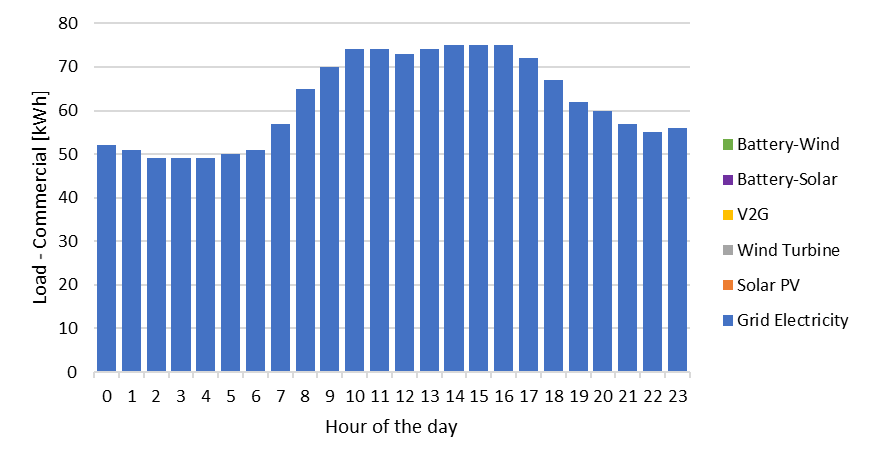 80
70
60
50
40
30
20
10
0
Load - Commercial [kWh]
0 1 2 3 4 5 6 7 8 9 10 11 12 13 14 15 16 17 18 19 20 21 22 23
Hour of the day
Battery-Wind
Battery-Solar
V2G
Wind Turbine
Solar PV
Grid Electricity